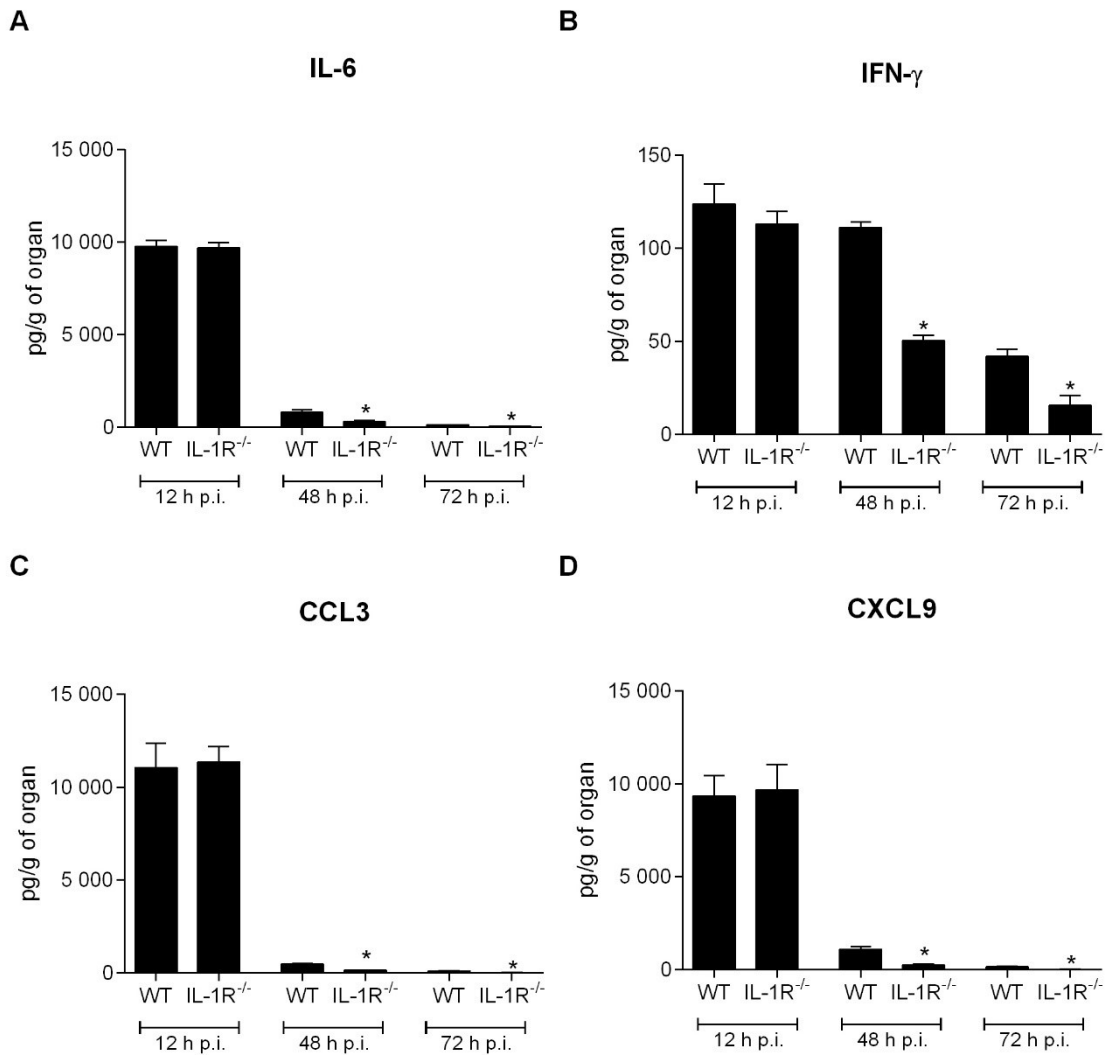 A
IL-6
15 000
10 000
5 000
0
pg/g of organ
*
*
WT IL-1R-/- WT IL-1R-/- WT IL-1R-/-
12 h p.i. 48 h p.i. 72 h p.i.
B
IFN-γ
150
100
50
0
pg/g of organ
*
*
WT IL-1R-/- WT IL-1R-/- WT IL-1R-/-
12 h p.i. 48 h p.i. 72 h p.i.
C
CCL3
15 000
10 000
5 000
0
pg/g of organ
*
*
WT IL-1R-/- WT IL-1R-/- WT IL-1R-/-
12 h p.i. 48 h p.i. 72 h p.i.
D
CXCL9
15 000
10 000
5 000
0
pg/g of organ
*
*
WT IL-1R-/- WT IL-1R-/- WT IL-1R-/-
12 h p.i. 48 h p.i. 72 h p.i.